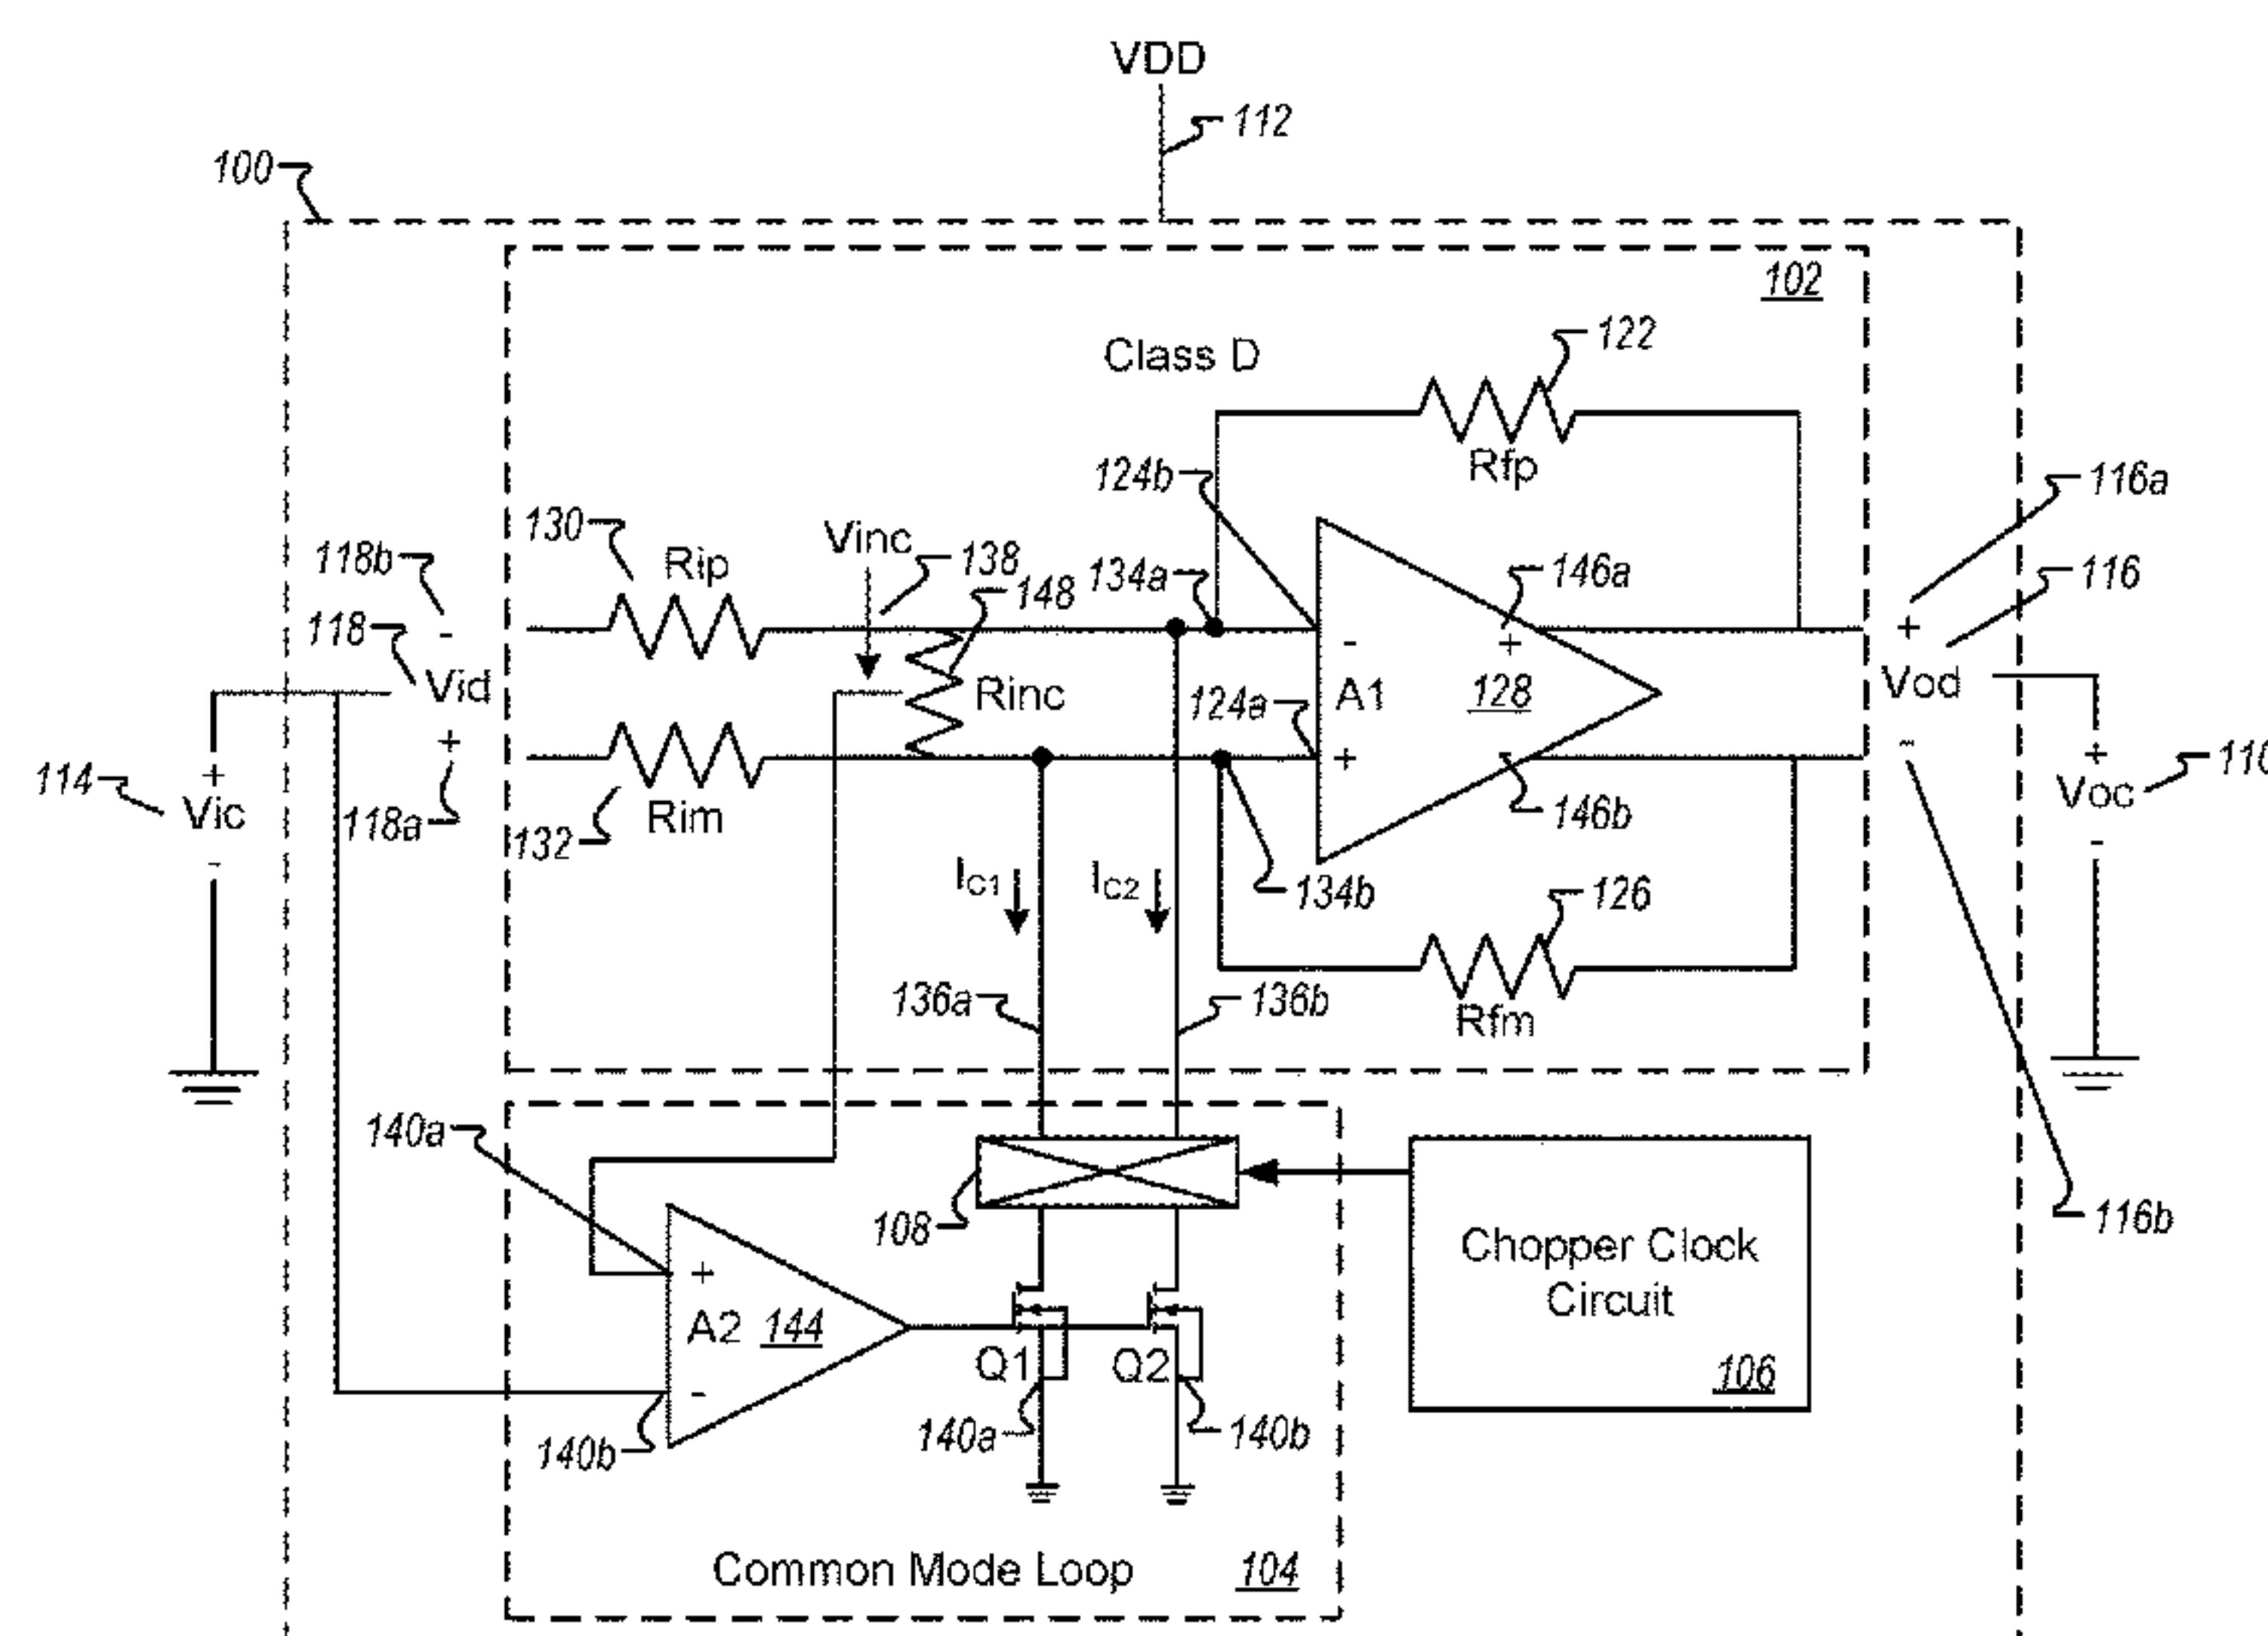 VDD
112
100
102
Class D
122
Rfp
124b
116a
130
Rip
Vinc
138
148
134a
146a
116
118b
-
118
Vid
+
118a
Rinc
124a
-
+
A1
128
+
-
+
Vod
-
114
+
Vic
-
132
Rim
146b
+
Voc
-
IC1
IC2
134b
126
136a
136b
Rfm
140a
108
116b
+
A2 144
-
Chopper Clock
Circuit
106
Q1
Q2
140b
140a
140b
Common Mode Loop
104